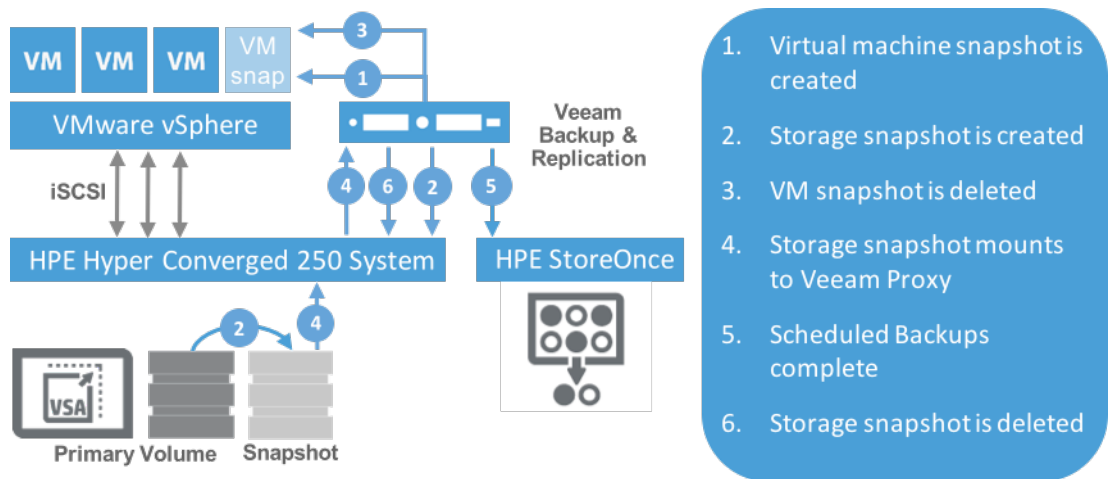 VM VM VM VM
snap
3
1
VMware vSphere
Veeam
Backup &
Replication
iSCSI
4 6 2 5
HPE Hyper Converged 250 System
HPE StoreOnce
2 4
VSA
Primary Volume Snapshot
1. Virtual machine snapshot is
created
2. Storage snapshot is created
3. VM snapshot is deleted
4. Storage snapshot mounts
to Veeam Proxy
5. Scheduled Backups
complete
6. Storage snapshot is deleted